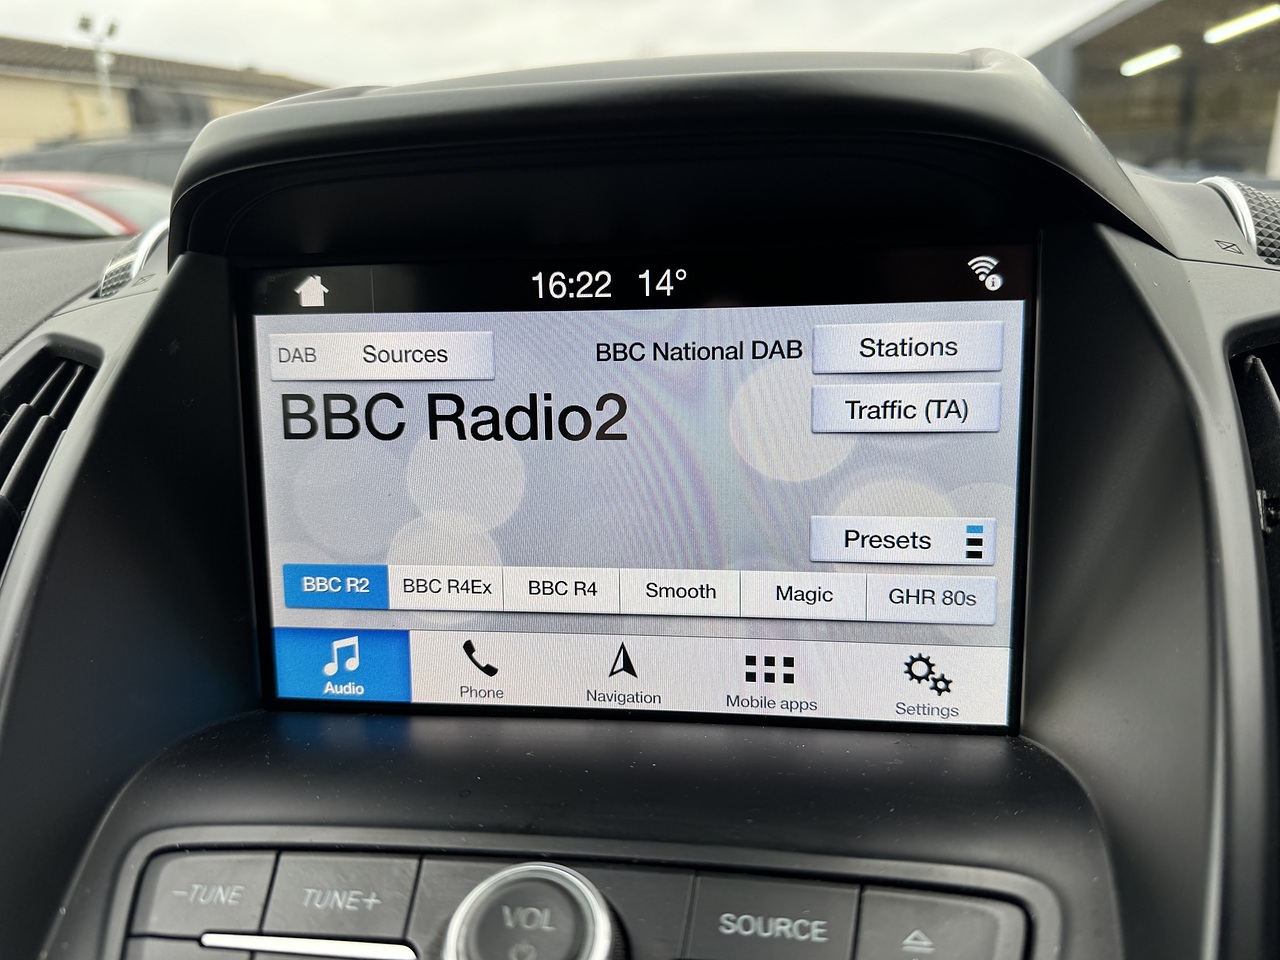 16:22 14°
DAB Sources BBC National DAB Stations
BBC Radio2 Traffic (TA)
Presets
BBC R2 BBC R4Ex BBC R4 Smooth Magic GHR 80s
Audio Phone Navigation Mobile apps Settings
-TUNE TUNE+ VOL SOURCE